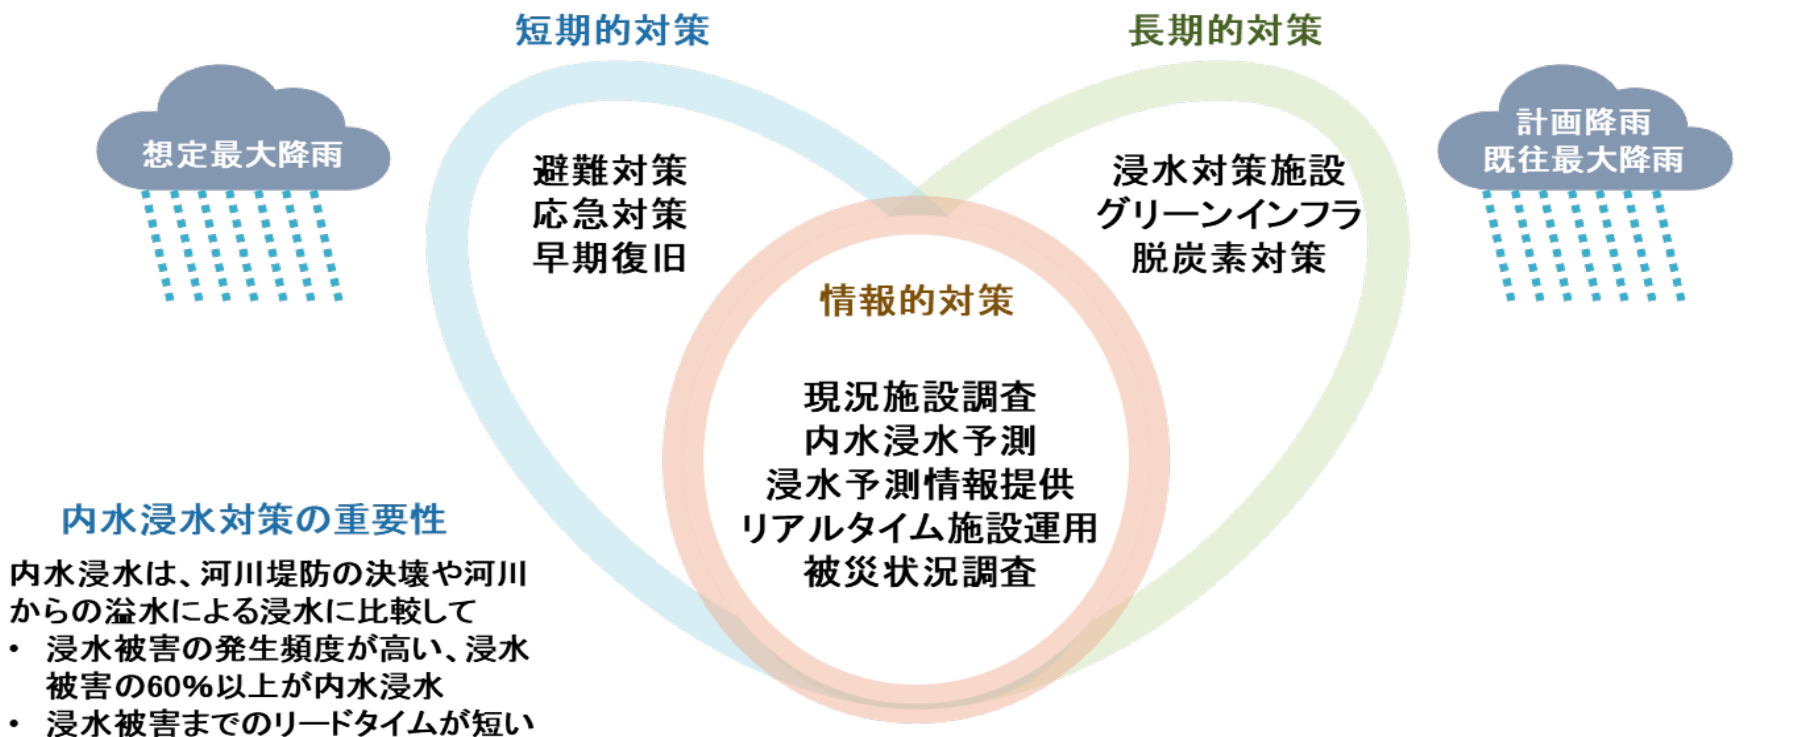 短期的対策
長期的対策
想定最大降雨
計画降雨
既往最大降雨
避難対策
応急対策
早期復旧
浸水対策施設
グリーンインフラ
脱炭素対策
情報的対策
現況施設調査
内水浸水予測
浸水予測情報提供
リアルタイム施設運用
被災状況調査
内水浸水対策の重要性
内水浸水は、河川堤防の決壊や河川
からの溢水による浸水に比較して
• 浸水被害の発生頻度が高い、浸水
被害の60%以上が内水浸水
• 浸水被害までのリードタイムが短い